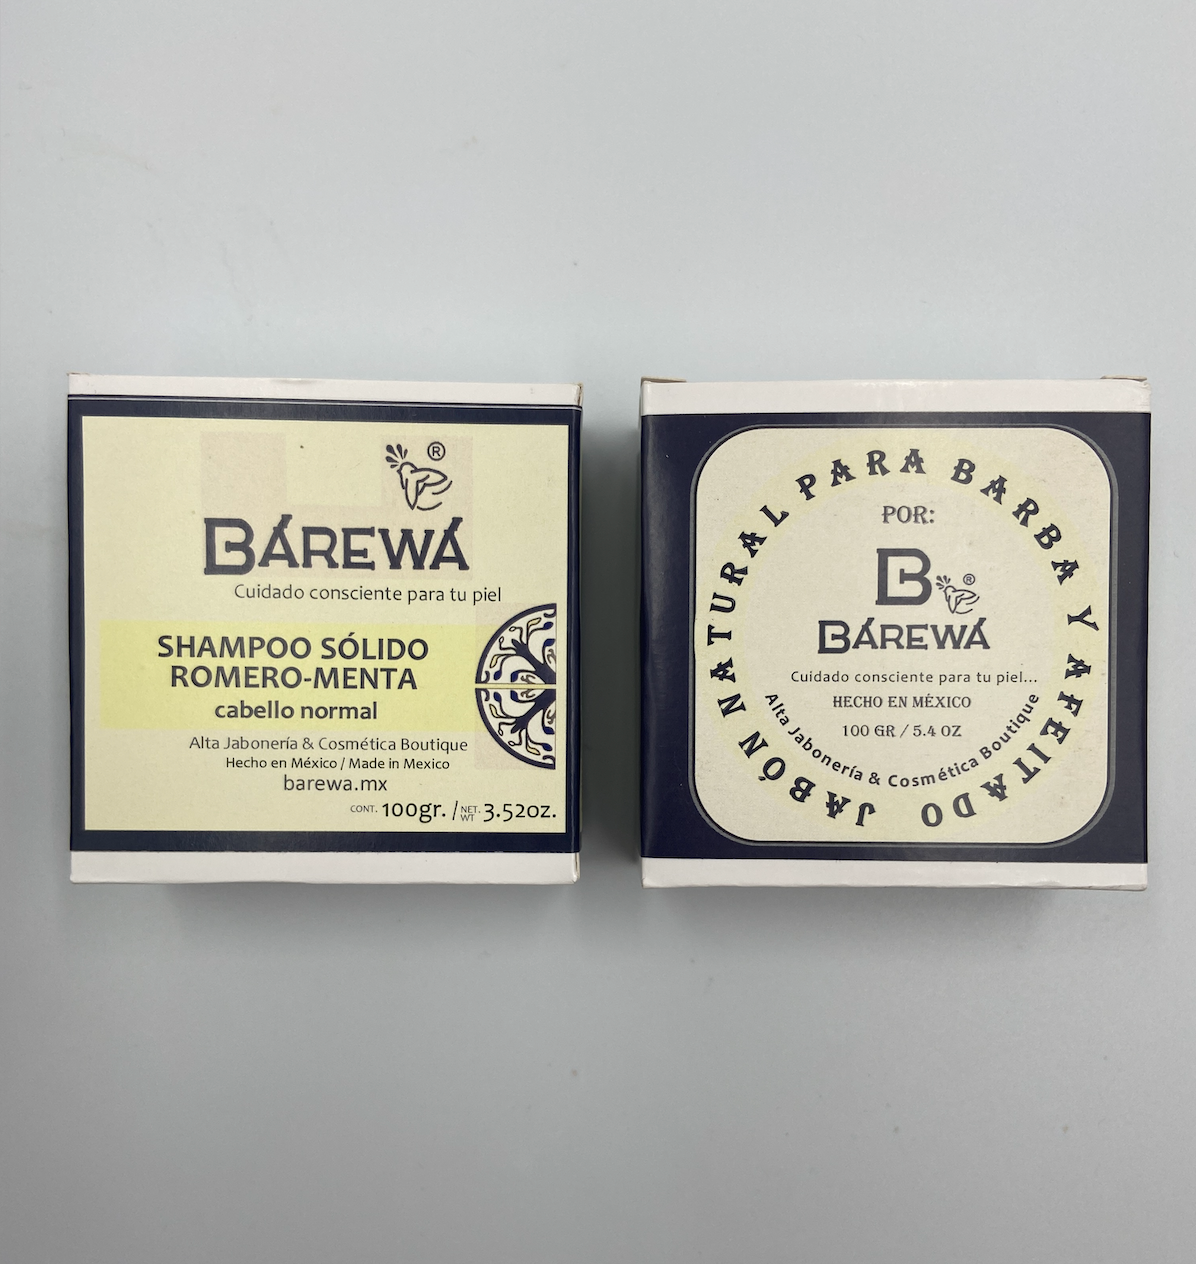 ®
BÁREWÁ
Cuidado consciente para tu piel
SHAMPOO SÓLIDO
ROMERO-MENTA
cabello normal
Alta Jabonería & Cosmética Boutique
Hecho en México / Made in Mexico
barewa.mx
CONT. 100gr. / NET. WT 3.52oz.
JABÓN NATURAL PARA BARBA Y AFEITADO
POR:
B ®
BÁREWÁ
Cuidado consciente para tu piel...
HECHO EN MÉXICO
100 GR / 5.4 OZ
Alta Jabonería & Cosmética Boutique